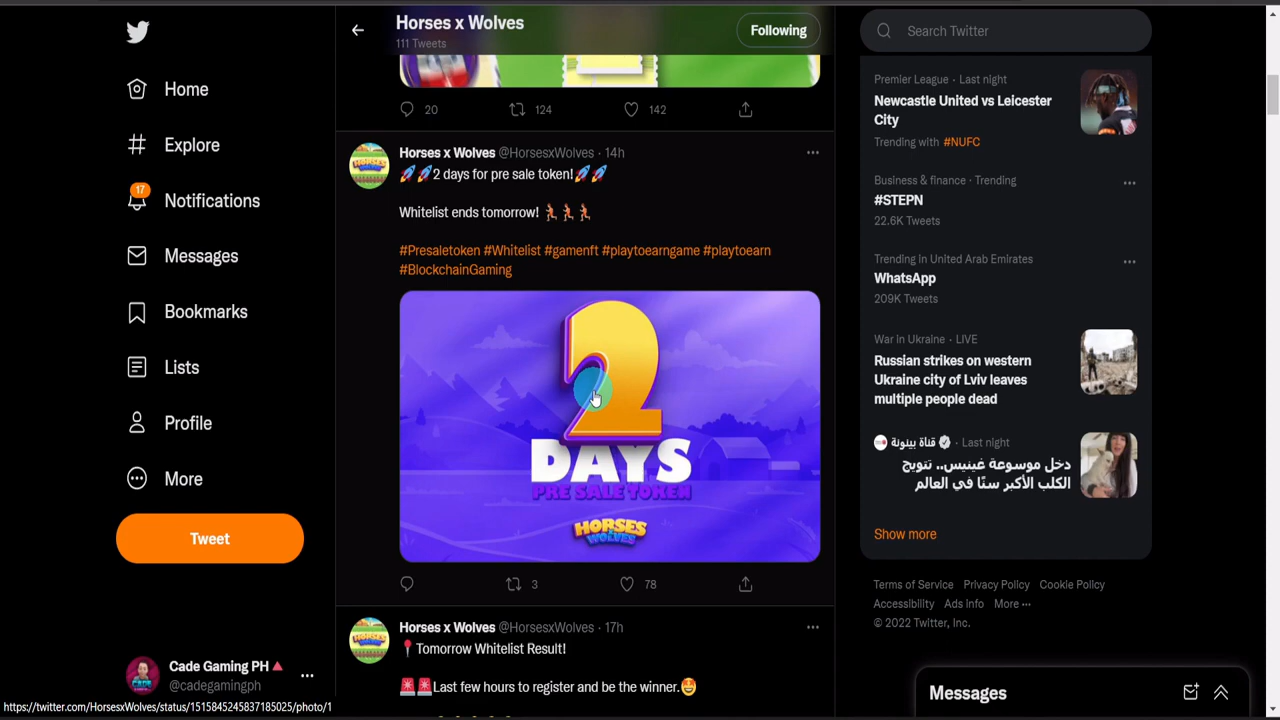 Home
Explore
17
Notifications
Messages
Bookmarks
Lists
Profile
More
Tweet
Cade Gaming PH
@cadegamingph
https://twitter.com/HorsesxWolves/status/1515845245837185025/photo/1
Horses x Wolves
111 Tweets
Following
20 124 142
Horses x Wolves @HorsesxWolves · 14h
🚀🚀2 days for pre sale token!🚀🚀
Whitelist ends tomorrow! 🏃🏃🏃
#Presaletoken #Whitelist #gamenft #playtoearngame #playtoearn
#BlockchainGaming
2
DAYS
PRE SALE TOKEN
HORSES
WOLVES
3 78
Horses x Wolves @HorsesxWolves · 17h
📍Tomorrow Whitelist Result!
🚨🚨Last few hours to register and be the winner.🤩
Search Twitter
Premier League · Last night
Newcastle United vs Leicester
City
Trending with #NUFC
Business & finance · Trending
#STEPN
22.6K Tweets
Trending in United Arab Emirates
WhatsApp
209K Tweets
War in Ukraine · LIVE
Russian strikes on western
Ukraine city of Lviv leaves
multiple people dead
قناة بينونة · Last night
دخل موسوعة غينيس.. تتويج
الكلب الأكبر سنًا في العالم
Show more
Terms of Service Privacy Policy Cookie Policy
Accessibility Ads info More ···
© 2022 Twitter, Inc.
Messages